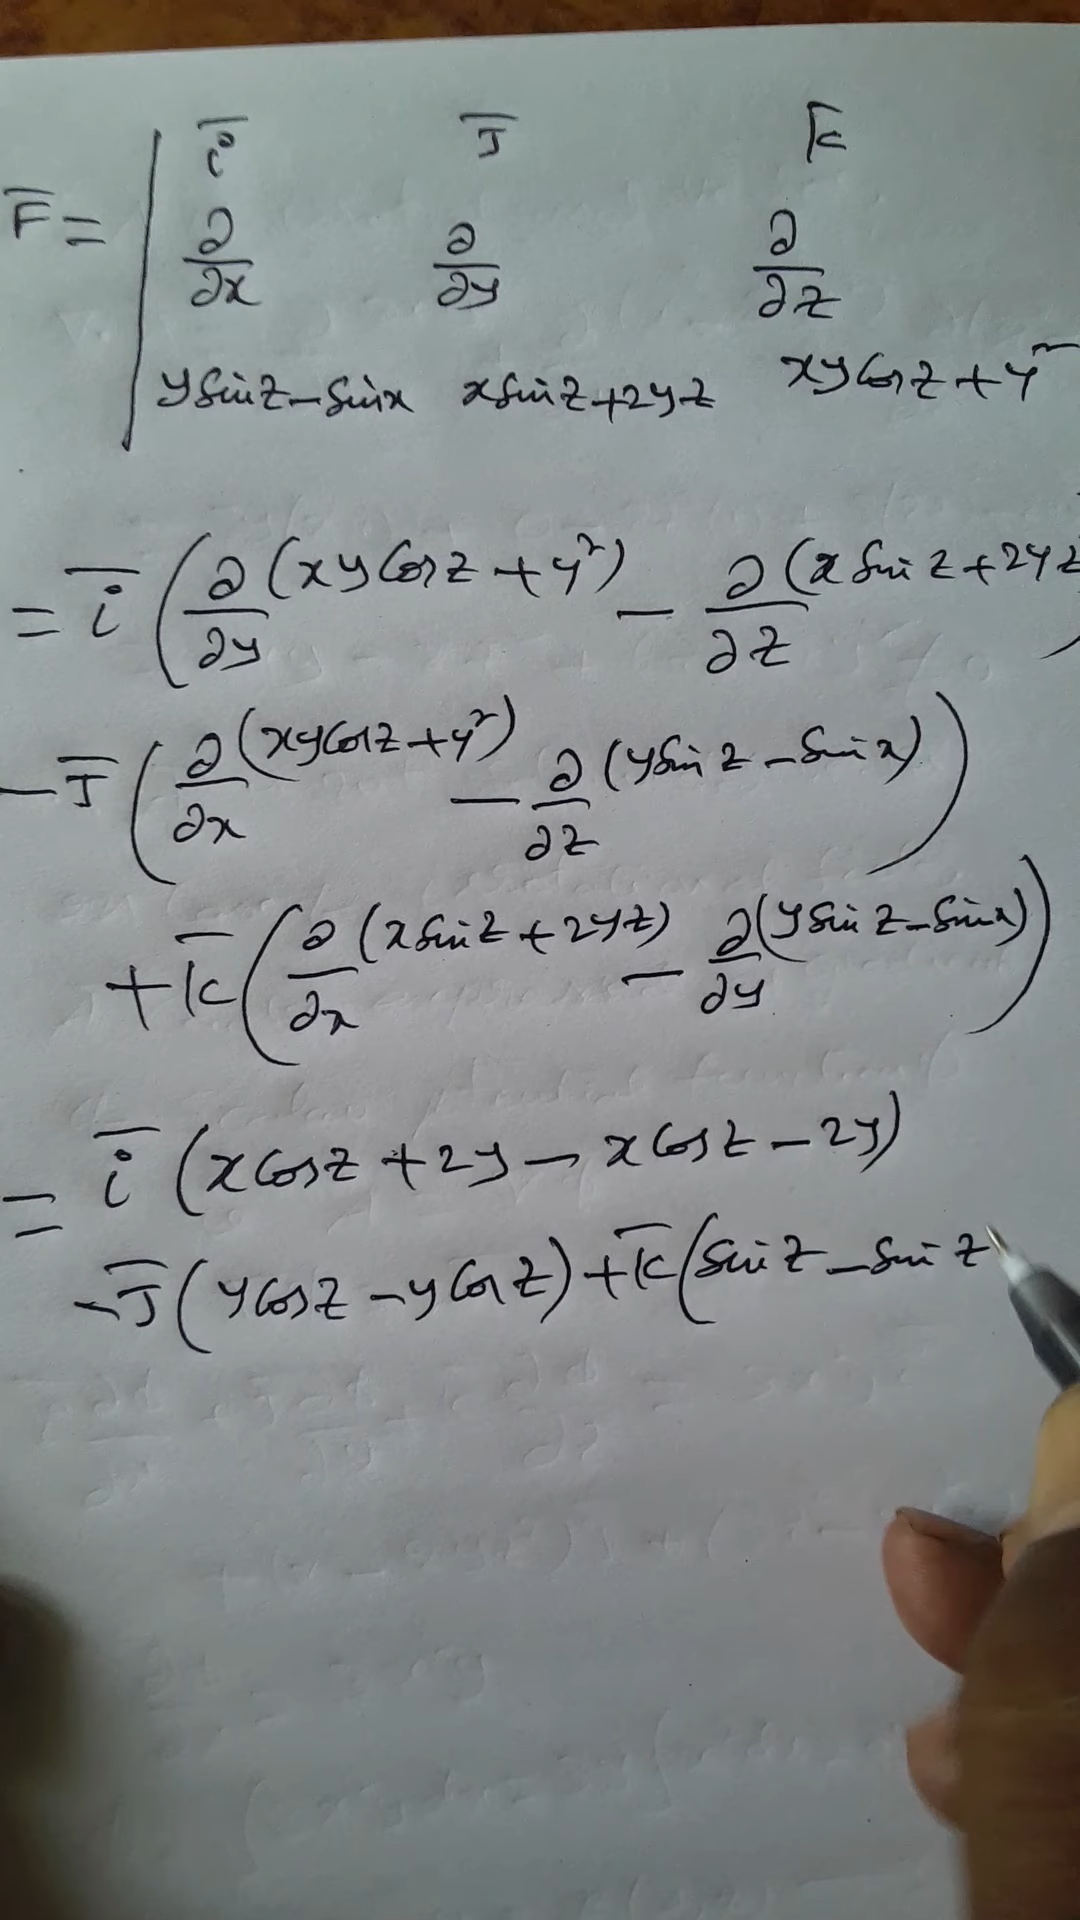 i̅ J̅ k̅
F̅ = | ∂/∂x ∂/∂y ∂/∂z
ysinz-sinx xsinz+2yz xycosz+y²
= i̅ (∂/∂y (xycosz+y²) - ∂/∂z (xsinz+2yz)
-J̅ (∂/∂x (xycosz+y²) - ∂/∂z (ysinz-sinx))
+k̅ (∂/∂x (xsinz+2yz) - ∂/∂y (ysinz-sinx))
= i̅ (xcosz+2y-xcosz-2y)
-J̅ (ycosz-ycosz)+k̅ (sinz-sinz